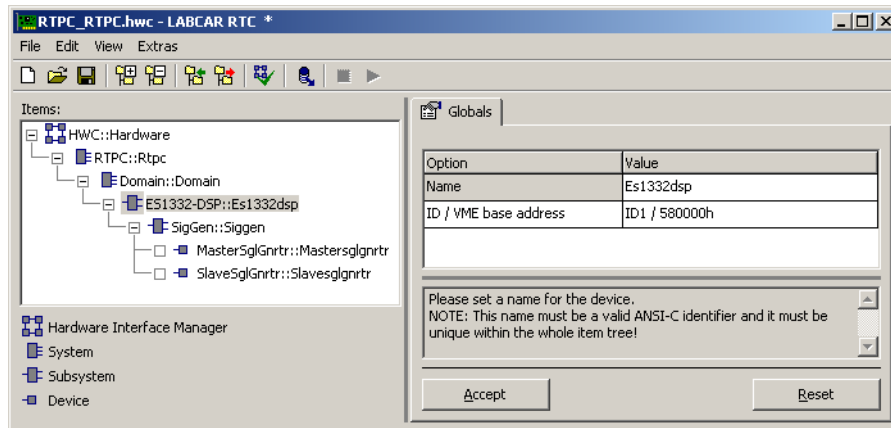 RTPC_RTPC.hwc - LABCAR RTC *
File Edit View Extras
Items:
HWC::Hardware
RTPC::Rtpc
Domain::Domain
ES1332-DSP::Es1332dsp
SigGen::Siggen
MasterSglGnrtr::Mastersglgnrtr
SlaveSglGnrtr::Slavesglgnrtr
Hardware Interface Manager
System
Subsystem
Device
Globals
Option Value
Name Es1332dsp
ID / VME base address ID1 / 580000h
Please set a name for the device.
NOTE: This name must be a valid ANSI-C identifier and it must be
unique within the whole item tree!
Accept Reset